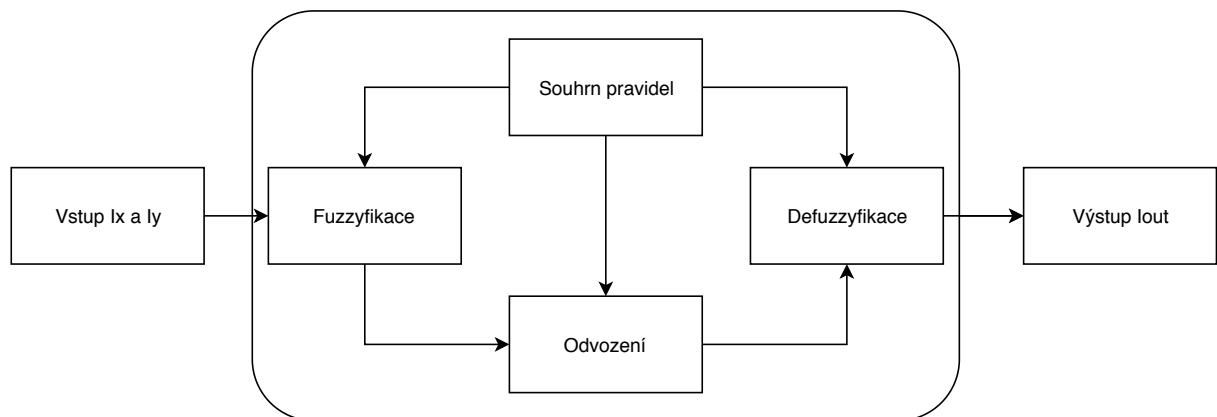 Souhrn pravidel
Vstup Ix a Iy
Fuzzyfikace
Defuzzyfikace
Výstup Iout
Odvození